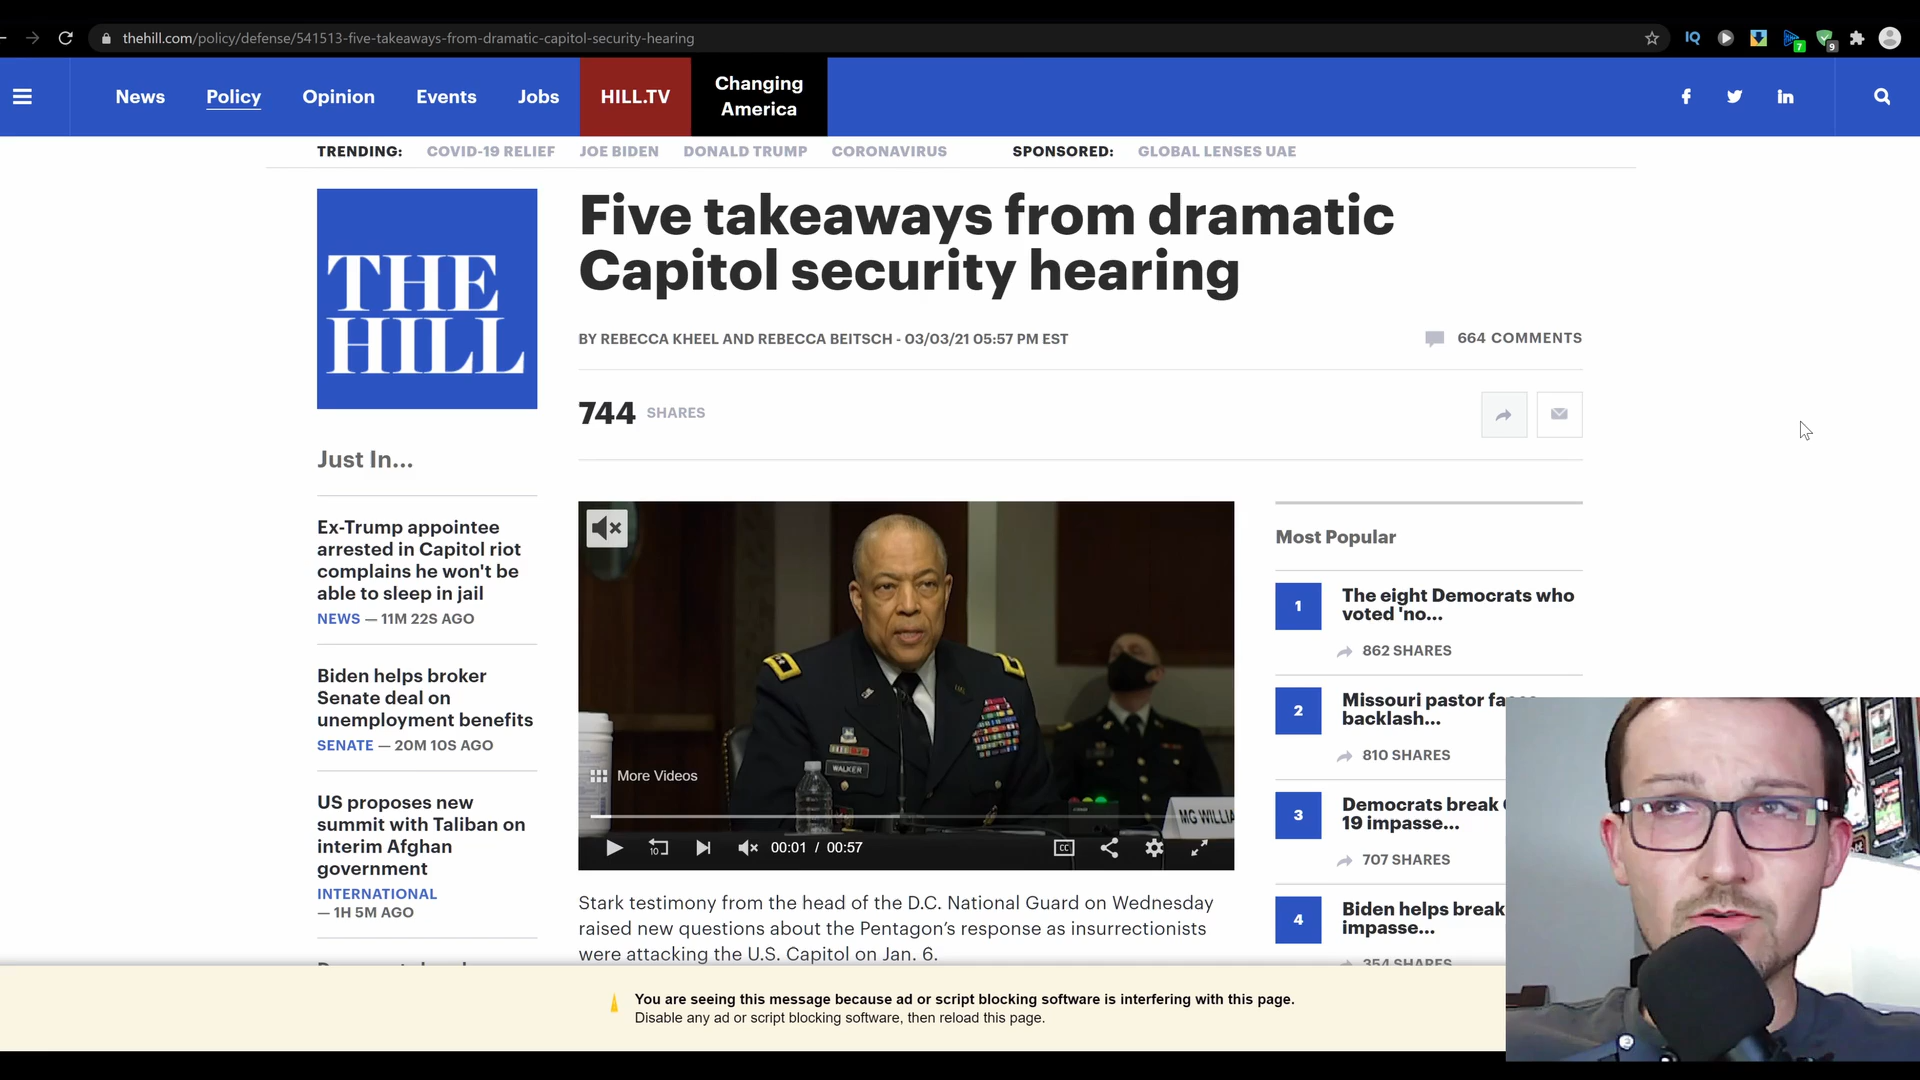 thehill.com/policy/defense/541513-five-takeaways-from-dramatic-capitol-security-hearing
IQ
7
9
News
Policy
Opinion
Events
Jobs
HILL.TV
Changing
America
TRENDING: COVID-19 RELIEF JOE BIDEN DONALD TRUMP CORONAVIRUS SPONSORED: GLOBAL LENSES UAE
THE
HILL
Five takeaways from dramatic
Capitol security hearing
BY REBECCA KHEEL AND REBECCA BEITSCH - 03/03/21 05:57 PM EST
664 COMMENTS
744 SHARES
Just In...
Ex-Trump appointee
arrested in Capitol riot
complains he won't be
able to sleep in jail
NEWS — 11M 22S AGO
Biden helps broker
Senate deal on
unemployment benefits
SENATE — 20M 10S AGO
US proposes new
summit with Taliban on
interim Afghan
government
INTERNATIONAL
— 1H 5M AGO
WALKER
MG WILLIA
More Videos
10
00:01 / 00:57
CC
Stark testimony from the head of the D.C. National Guard on Wednesday
raised new questions about the Pentagon's response as insurrectionists
were attacking the U.S. Capitol on Jan. 6.
Most Popular
1
The eight Democrats who
voted 'no...
862 SHARES
2
Missouri pastor
backlash...
810 SHARES
3
Democrats break
19 impasse...
707 SHARES
4
Biden helps break
impasse...
354 SHARES
You are seeing this message because ad or script blocking software is interfering with this page.
Disable any ad or script blocking software, then reload this page.